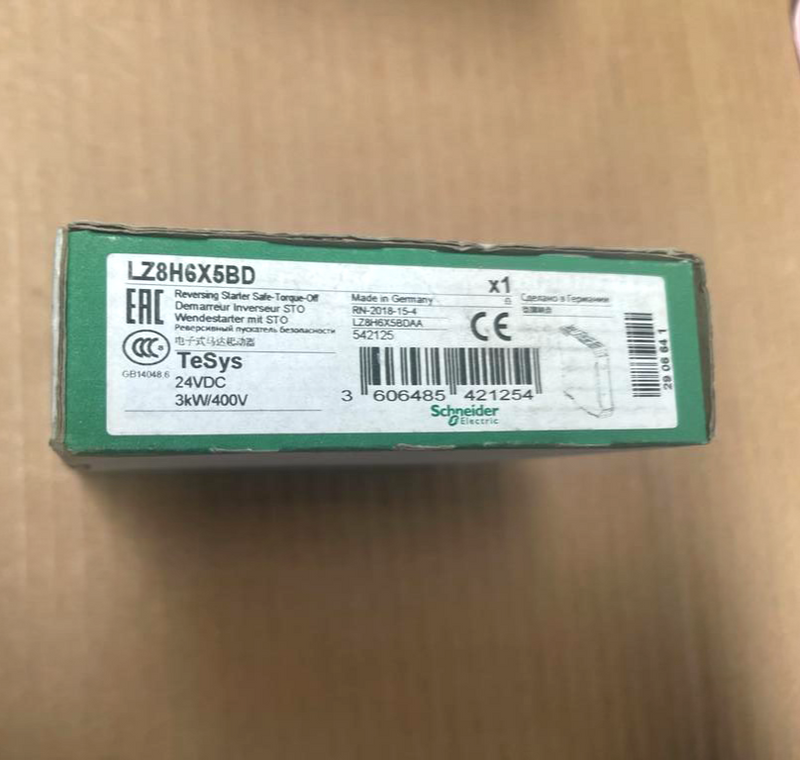 LZ8H6X5BD
x1
Reversing Starter Safe-Torque-Off
Demarreur Inverseur STO
Wendestarter mit STO
Реверсивный пускатель безопасности
电子式马达起动器
TeSys
24VDC
3kW/400V
EAC
CCC
GB14048.6
Made in Germany
RN-2018-15-4
LZ8H6X5BDAA
542125
CE
Сделано в Германии
3 606485 421254
Schneider
Electric
29 06 64 1